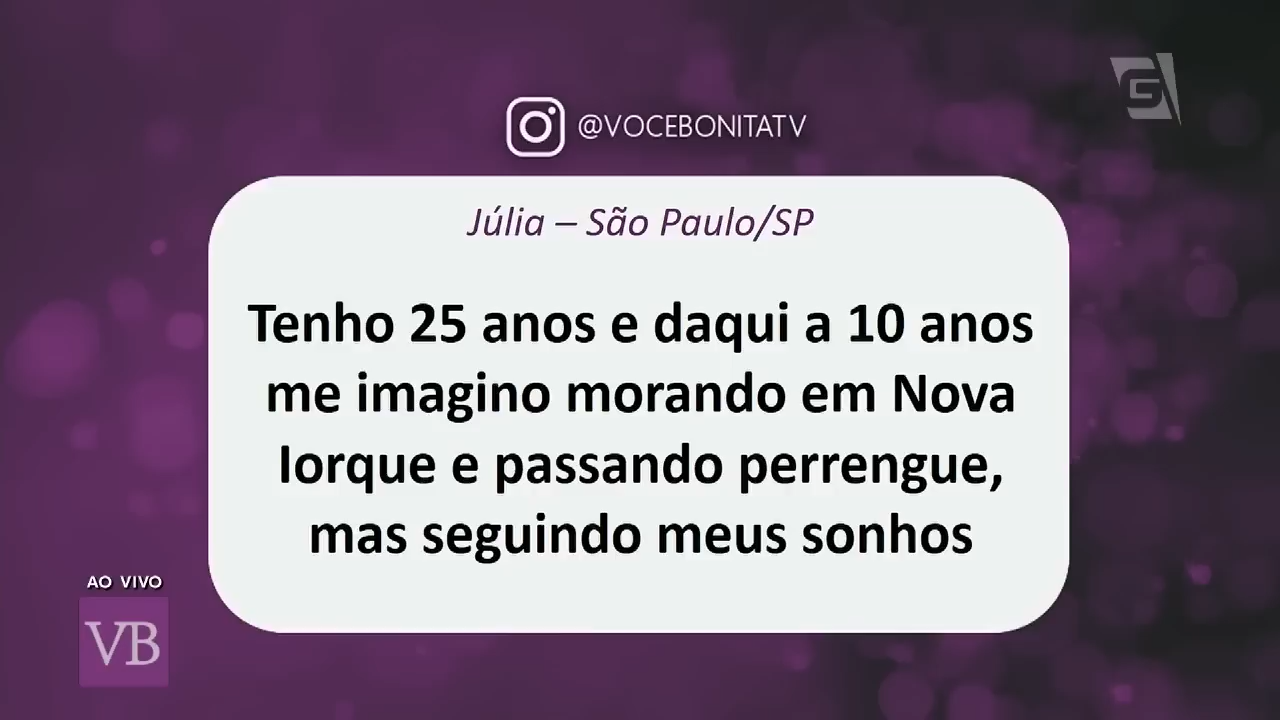 @VOCEBONITATV
Júlia – São Paulo/SP
Tenho 25 anos e daqui a 10 anos
me imagino morando em Nova
Iorque e passando perrengue,
mas seguindo meus sonhos
AO VIVO
VB